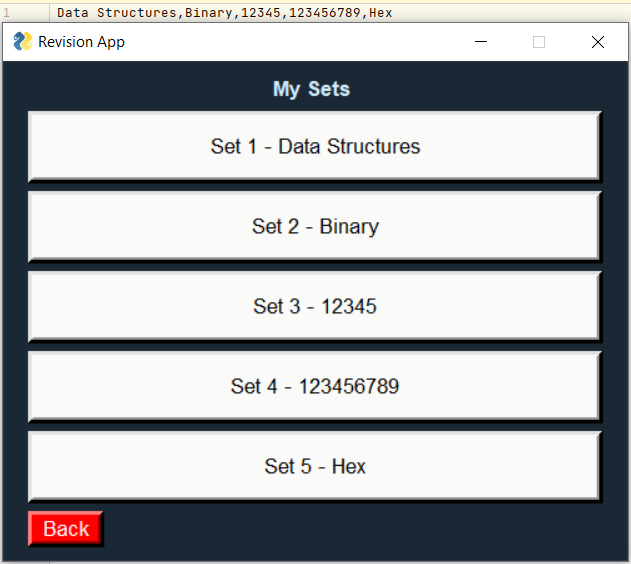 1 Data Structures,Binary,12345,123456789,Hex
Revision App
My Sets
Set 1 - Data Structures
Set 2 - Binary
Set 3 - 12345
Set 4 - 123456789
Set 5 - Hex
Back